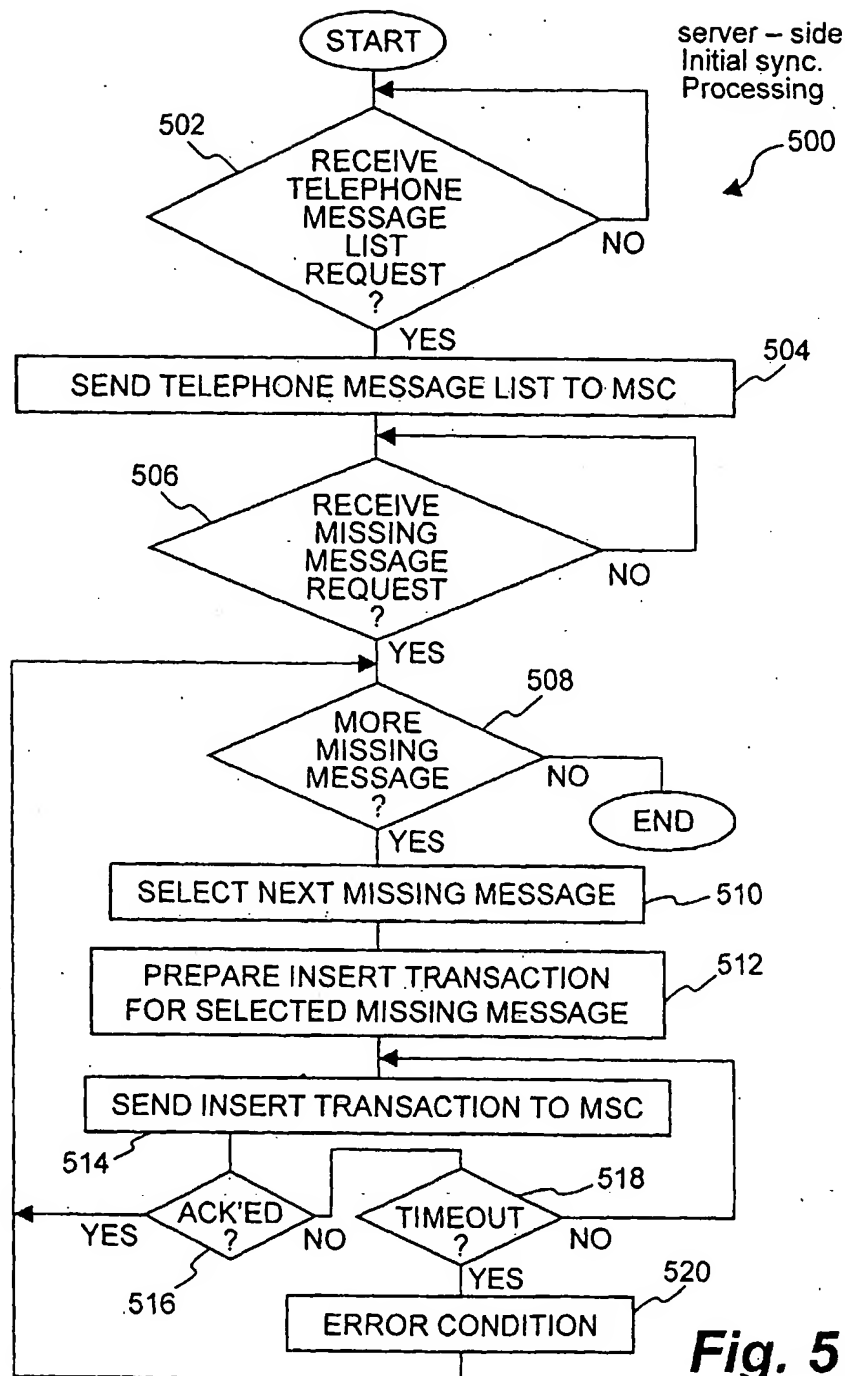 START
server – side
Initial sync.
Processing
500
502
RECEIVE
TELEPHONE
MESSAGE
LIST
REQUEST
?
NO
YES
504
SEND TELEPHONE MESSAGE LIST TO MSC
506
RECEIVE
MISSING
MESSAGE
REQUEST
?
NO
YES
508
MORE
MISSING
MESSAGE
?
NO
END
YES
SELECT NEXT MISSING MESSAGE
510
PREPARE INSERT TRANSACTION
FOR SELECTED MISSING MESSAGE
512
SEND INSERT TRANSACTION TO MSC
514
ACK'ED
?
YES
NO
516
518
TIMEOUT
?
NO
YES
520
ERROR CONDITION
Fig. 5